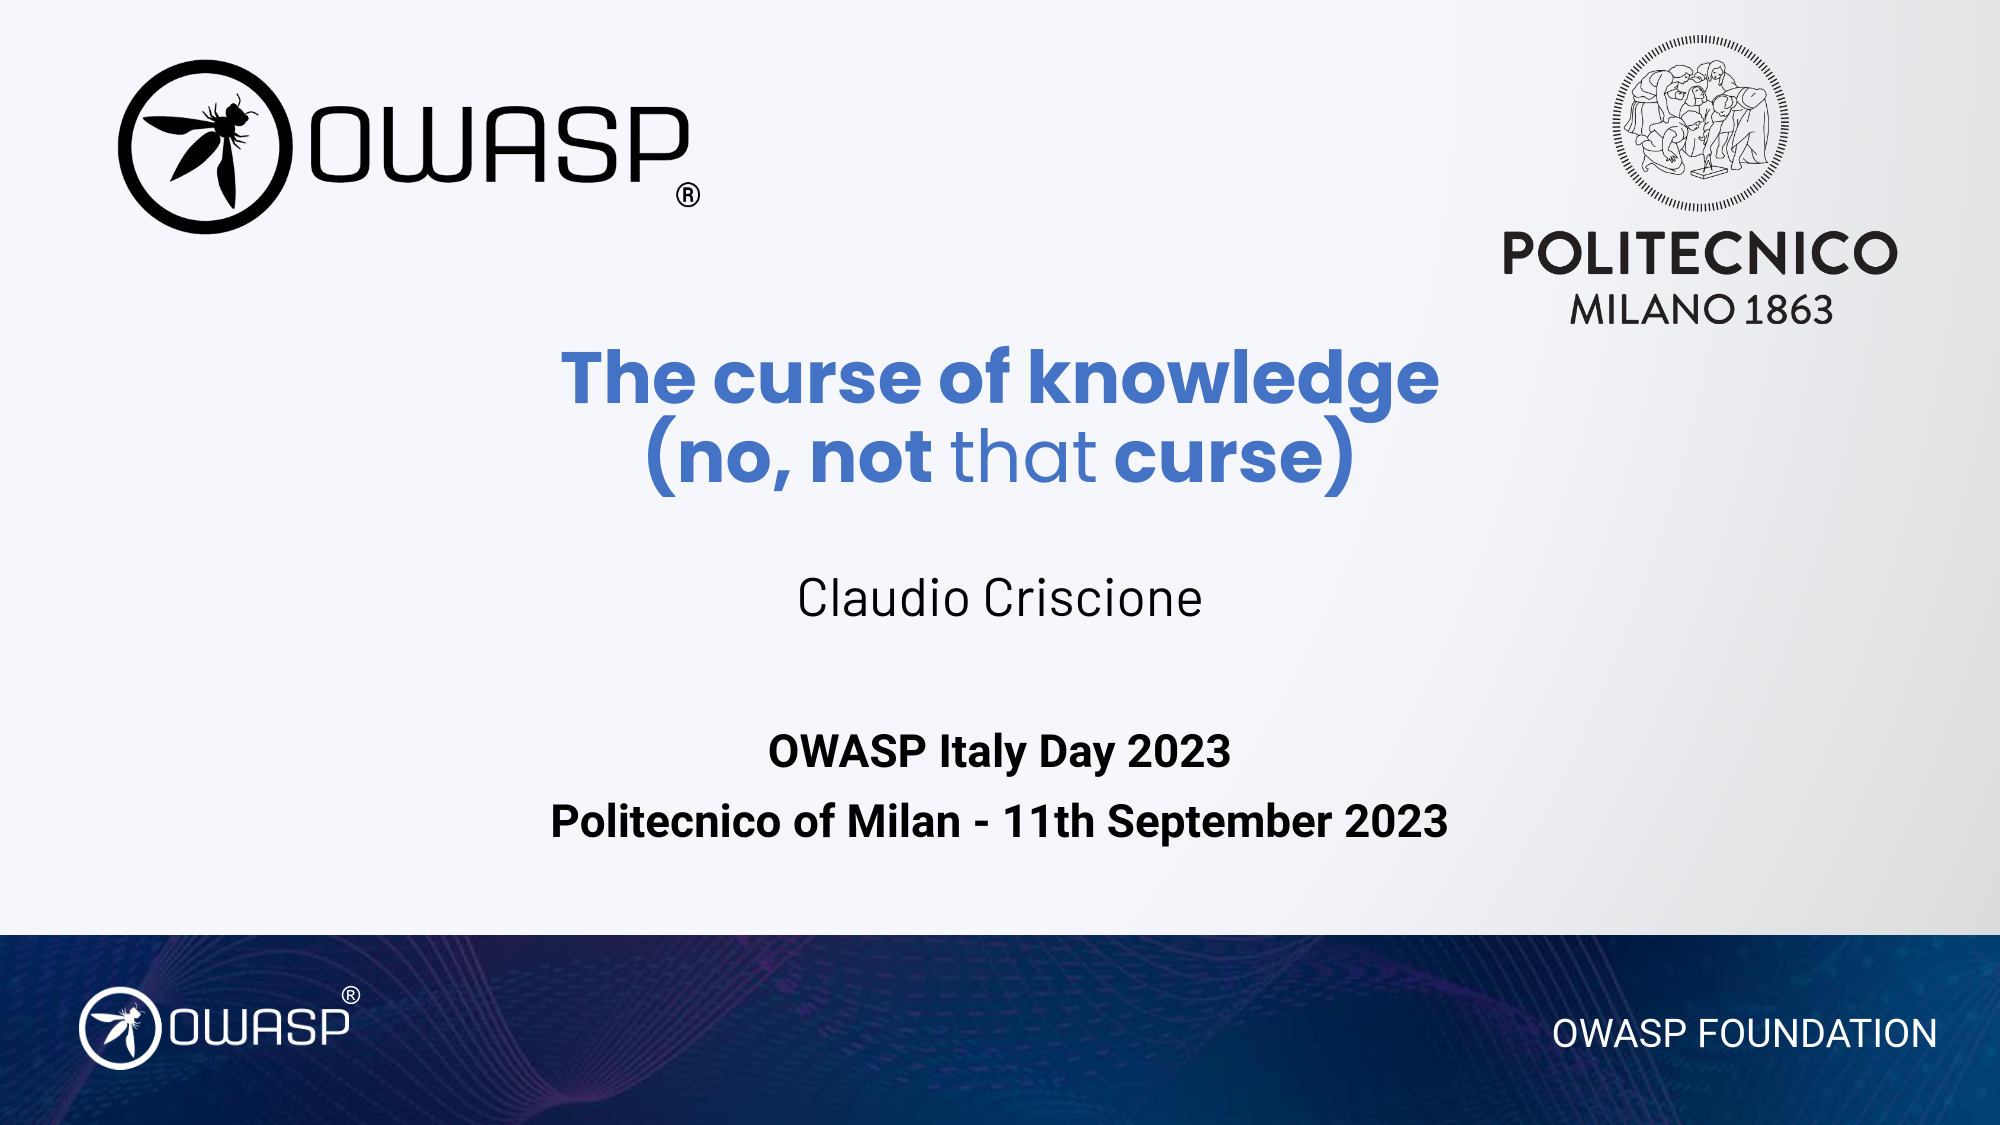 OWASP®
POLITECNICO
MILANO 1863
The curse of knowledge
(no, not that curse)
Claudio Criscione
OWASP Italy Day 2023
Politecnico of Milan - 11th September 2023
OWASP®
OWASP FOUNDATION